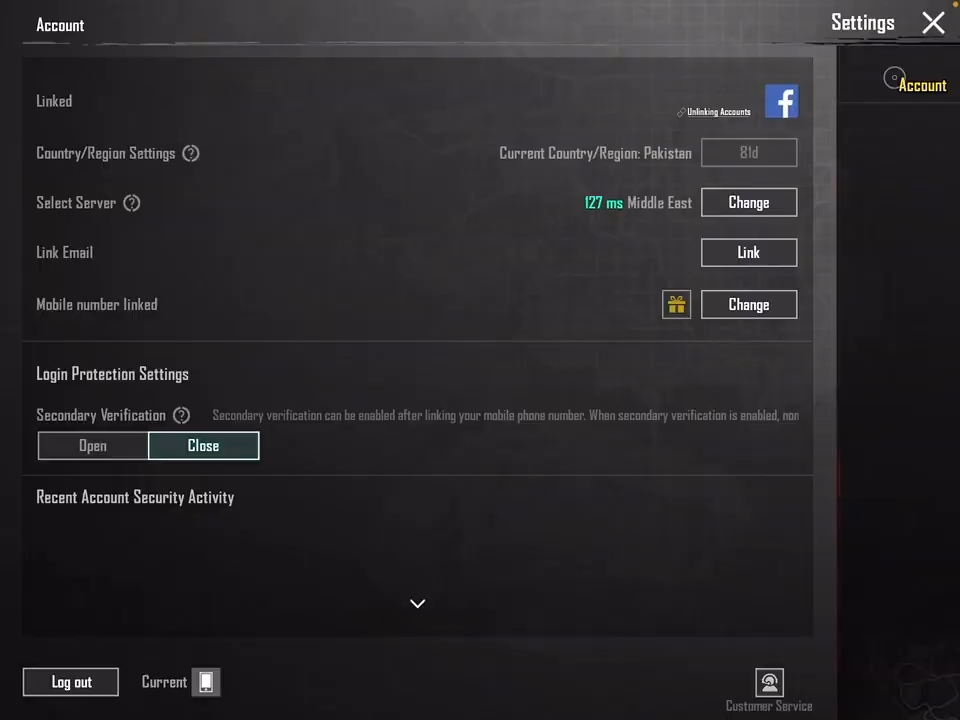 Account
Settings
Account
Linked
Unlinking Accounts
Country/Region Settings
Current Country/Region: Pakistan
81d
Select Server
127 ms Middle East
Change
Link Email
Link
Mobile number linked
Change
Login Protection Settings
Secondary Verification
Secondary verification can be enabled after linking your mobile phone number. When secondary verification is enabled, non
Open
Close
Recent Account Security Activity
Log out
Current
Customer Service